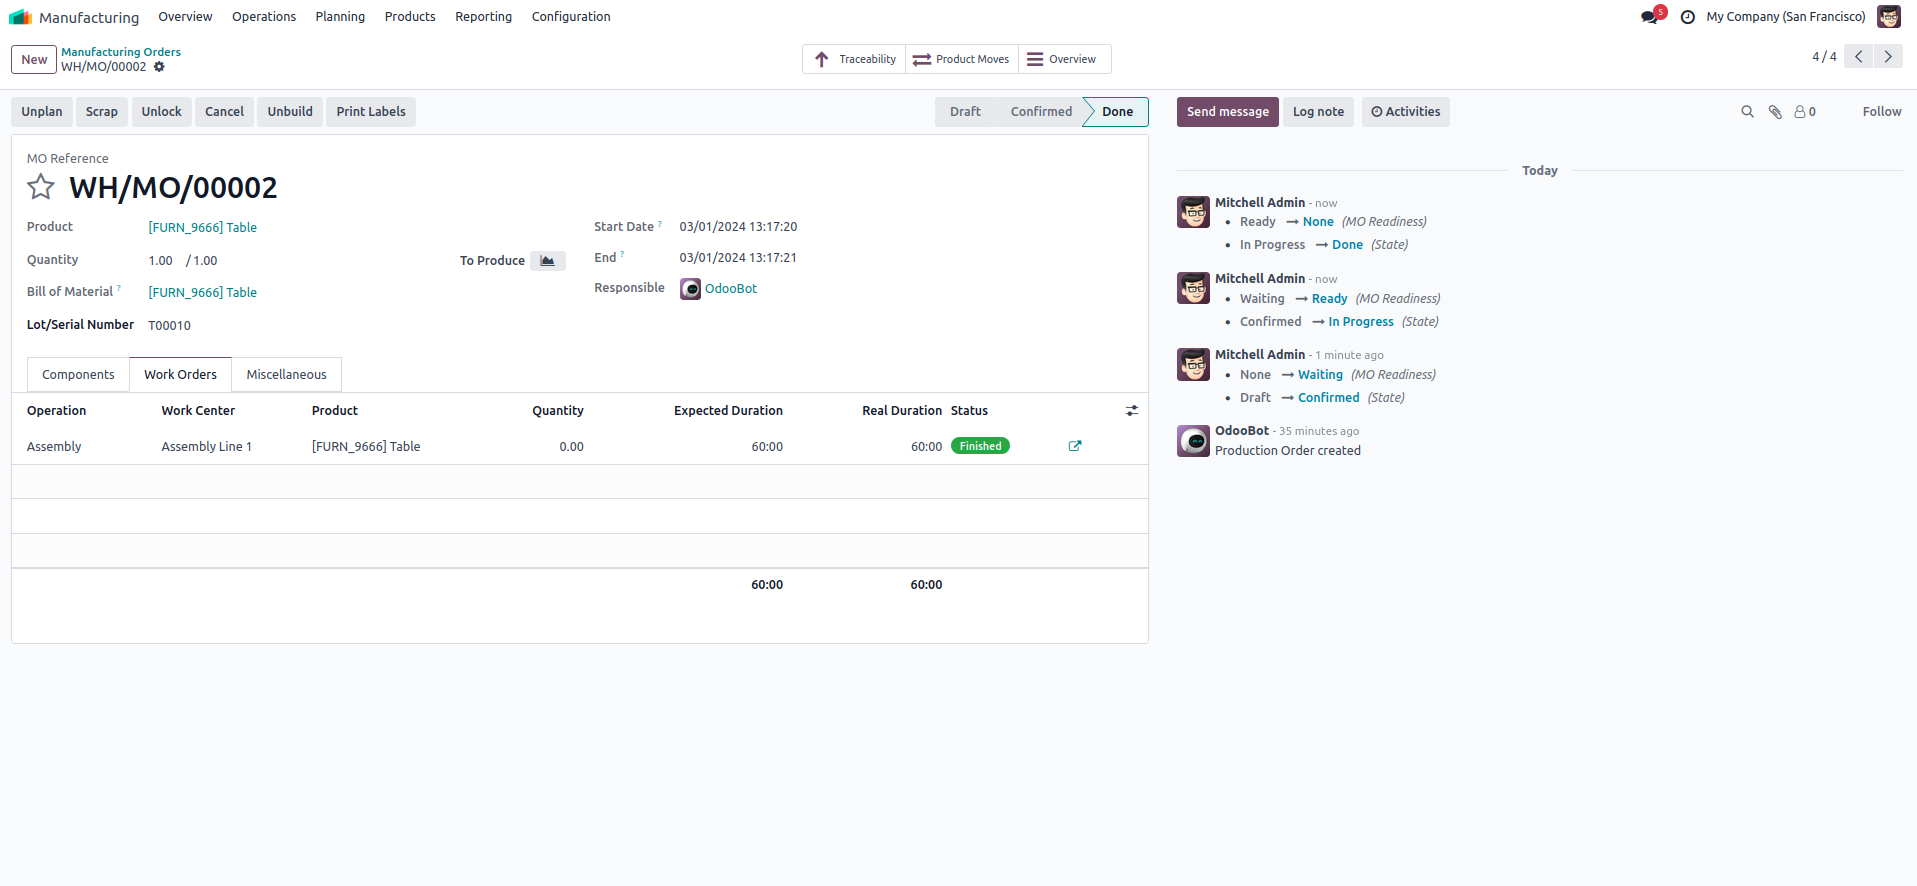 Manufacturing Overview Operations Planning Products Reporting Configuration 5 My Company (San Francisco)
New Manufacturing Orders
WH/MO/00002
Traceability Product Moves Overview 4 / 4
Unplan Scrap Unlock Cancel Unbuild Print Labels Draft Confirmed Done
Send message Log note Activities 0 Follow
MO Reference
WH/MO/00002
Product [FURN_9666] Table
Quantity 1.00 / 1.00 To Produce
Bill of Material ? [FURN_9666] Table
Lot/Serial Number T00010
Start Date ? 03/01/2024 13:17:20
End ? 03/01/2024 13:17:21
Responsible OdooBot
Components Work Orders Miscellaneous
Operation Work Center Product Quantity Expected Duration Real Duration Status
Assembly Assembly Line 1 [FURN_9666] Table 0.00 60:00 60:00 Finished
60:00 60:00
Today
Mitchell Admin - now
• Ready → None (MO Readiness)
• In Progress → Done (State)
Mitchell Admin - now
• Waiting → Ready (MO Readiness)
• Confirmed → In Progress (State)
Mitchell Admin - 1 minute ago
• None → Waiting (MO Readiness)
• Draft → Confirmed (State)
OdooBot - 35 minutes ago
Production Order created